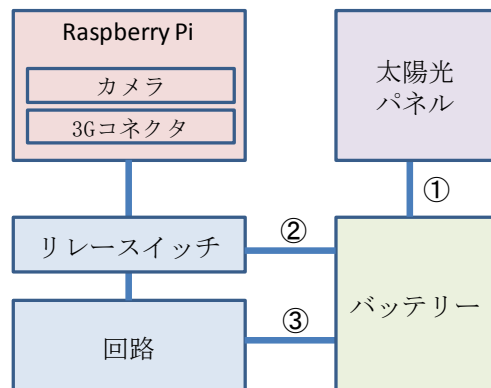 Raspberry Pi
カメラ
3Gコネクタ
太陽光
パネル
①
リレースイッチ
②
バッテリー
回路
③